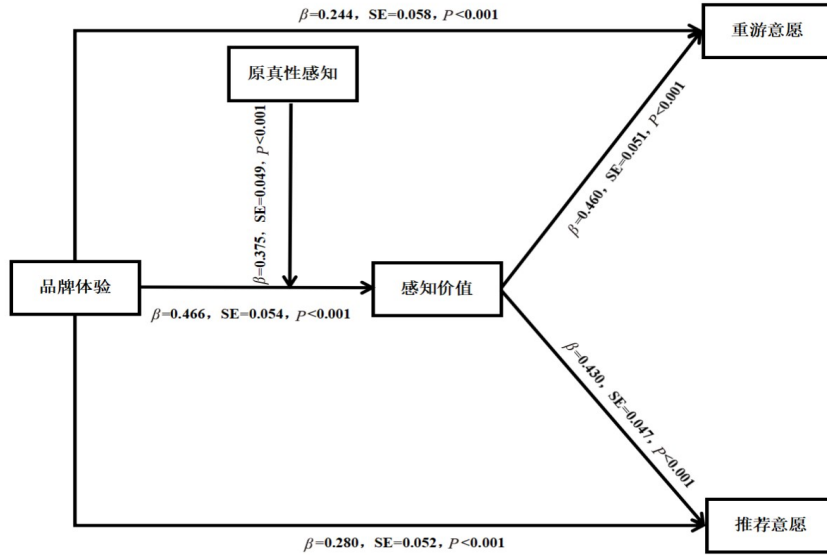 β=0.244，SE=0.058，P<0.001
重游意愿
原真性感知
β=0.375，SE=0.049，P<0.001
β=0.460，SE=0.051，P<0.001
品牌体验
感知价值
β=0.466，SE=0.054，P<0.001
β=0.430，SE=0.047，P<0.001
推荐意愿
β=0.280，SE=0.052，P<0.001